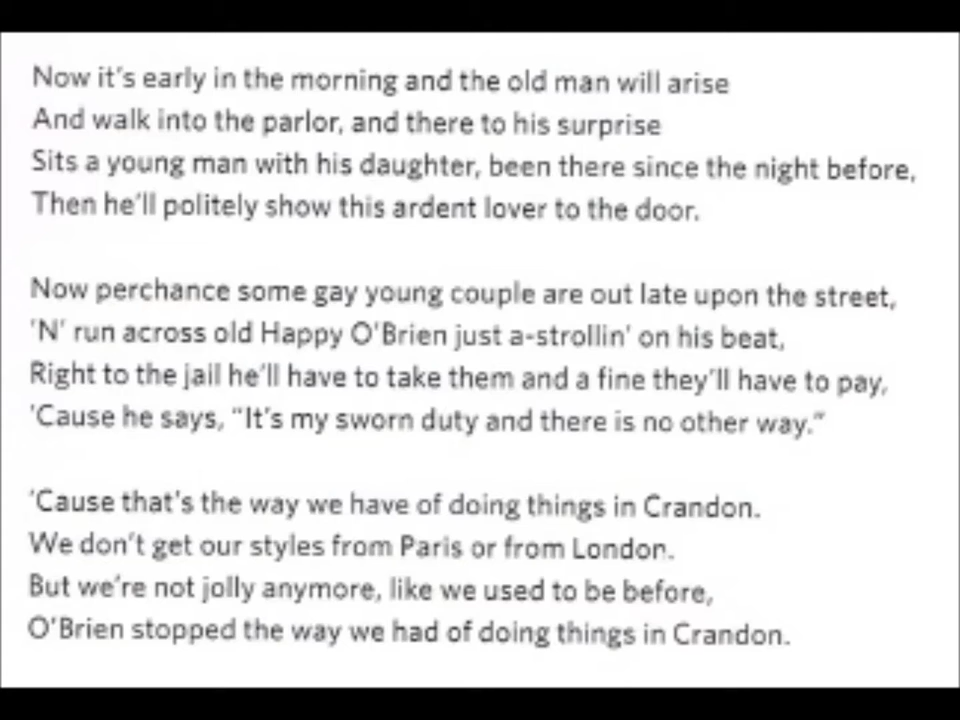 Now it's early in the morning and the old man will arise
And walk into the parlor, and there to his surprise
Sits a young man with his daughter, been there since the night before,
Then he'll politely show this ardent lover to the door.
Now perchance some gay young couple are out late upon the street,
'N' run across old Happy O'Brien just a-strollin' on his beat,
Right to the jail he'll have to take them and a fine they'll have to pay,
'Cause he says, "It's my sworn duty and there is no other way."
'Cause that's the way we have of doing things in Crandon.
We don't get our styles from Paris or from London.
But we're not jolly anymore, like we used to be before,
O'Brien stopped the way we had of doing things in Crandon.